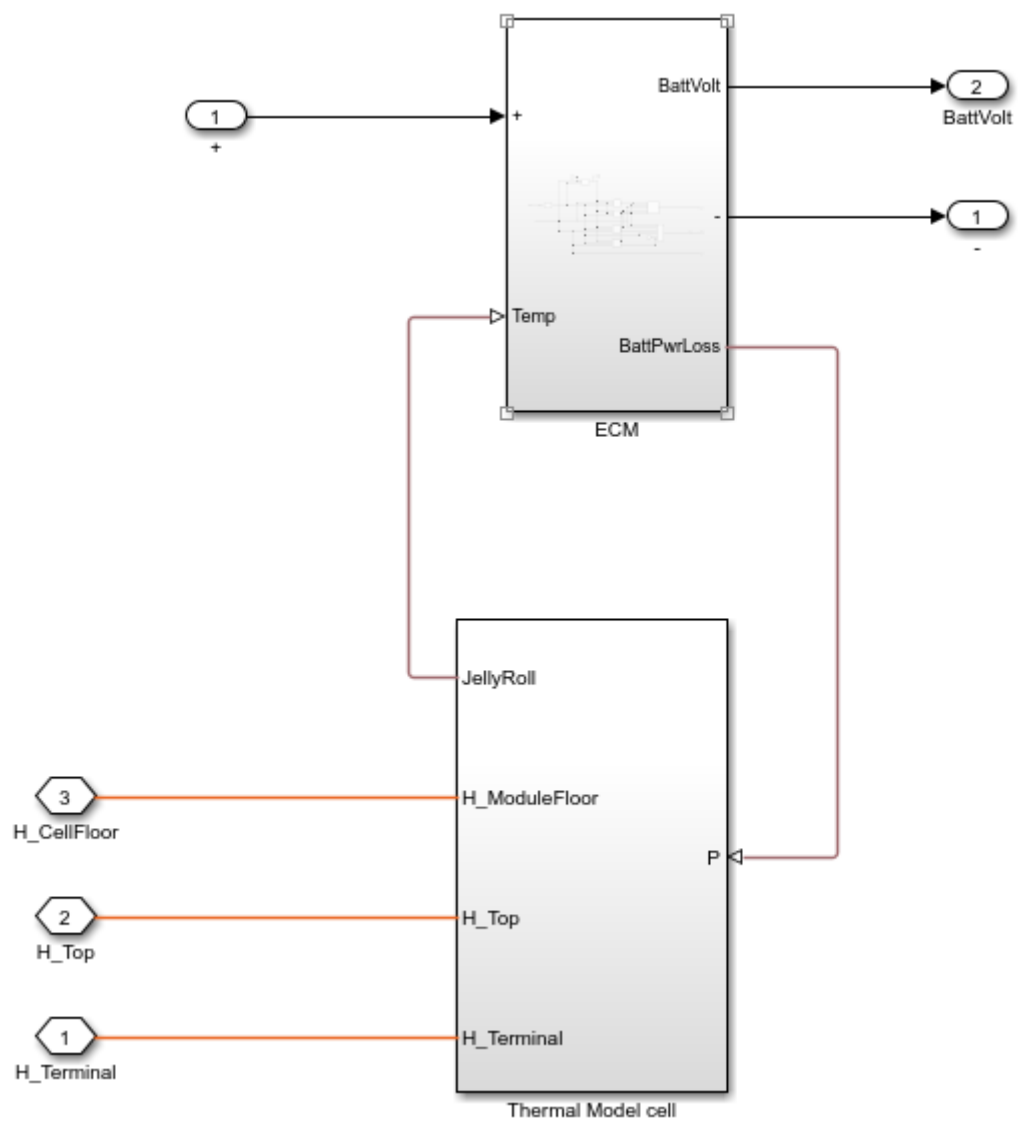 BattVolt
2
BattVolt
1
+
+
-
1
-
Temp
BattPwrLoss
ECM
JellyRoll
3
H_CellFloor
H_ModuleFloor
P
2
H_Top
H_Top
1
H_Terminal
H_Terminal
Thermal Model cell